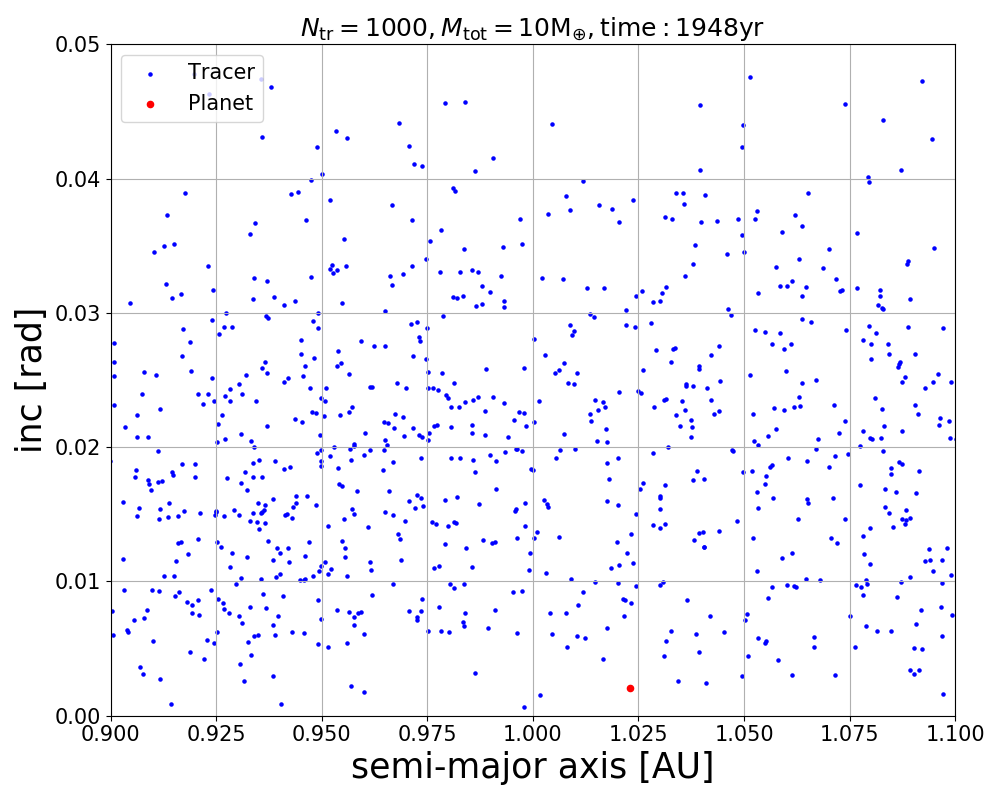 N_tr = 1000, M_tot = 10M_⊕, time : 1948yr
Tracer
Planet
0.05
0.04
0.03
0.02
0.01
0.00
inc [rad]
0.900 0.925 0.950 0.975 1.000 1.025 1.050 1.075 1.100
semi-major axis [AU]